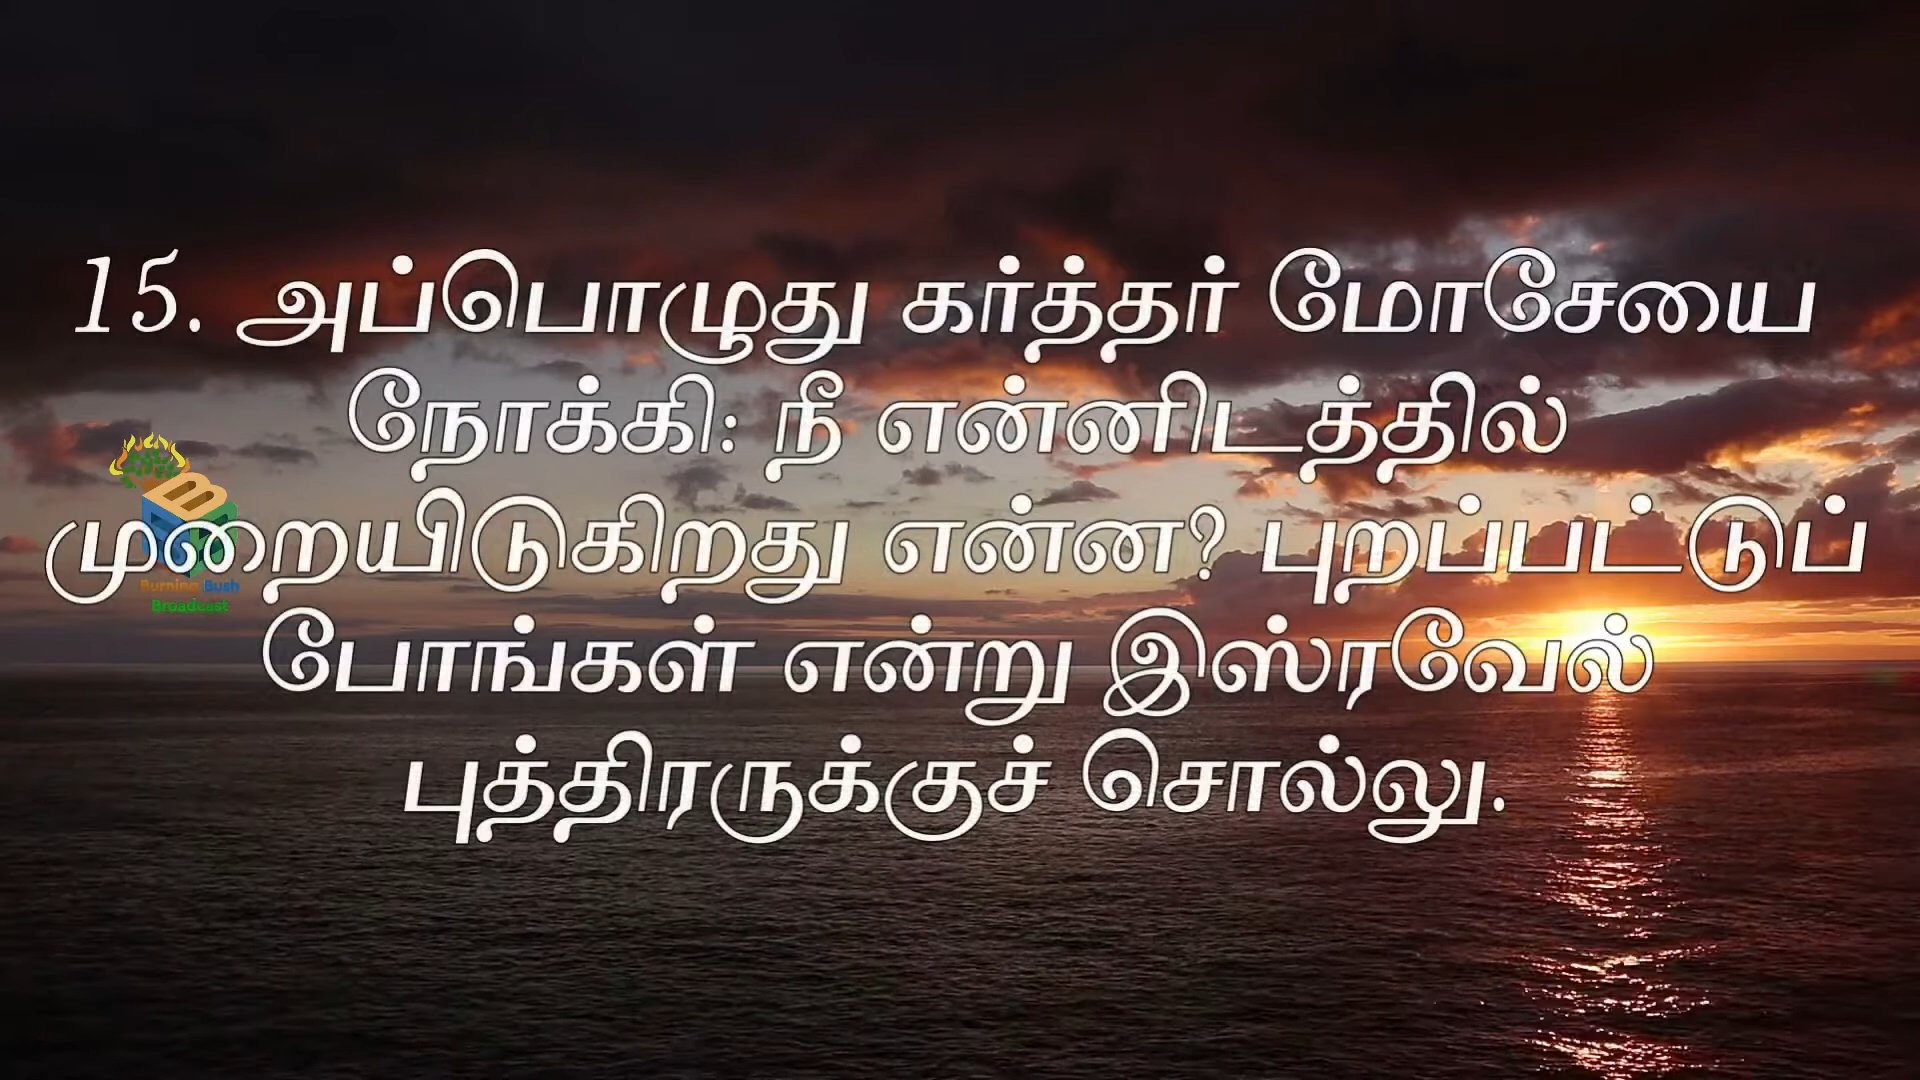 15. அப்பொழுது கர்த்தர் மோசேயை
நோக்கி: நீ என்னிடத்தில்
முறையிடுகிறது என்ன? புறப்பட்டுப்
போங்கள் என்று இஸ்ரவேல்
புத்திரருக்குச் சொல்லு.
Burning Bush
Broadcast